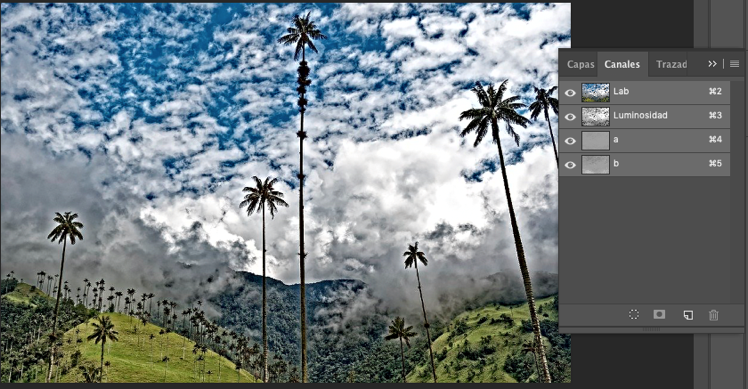 Capas Canales Trazad
Lab ⌘2
Luminosidad ⌘3
a ⌘4
b ⌘5